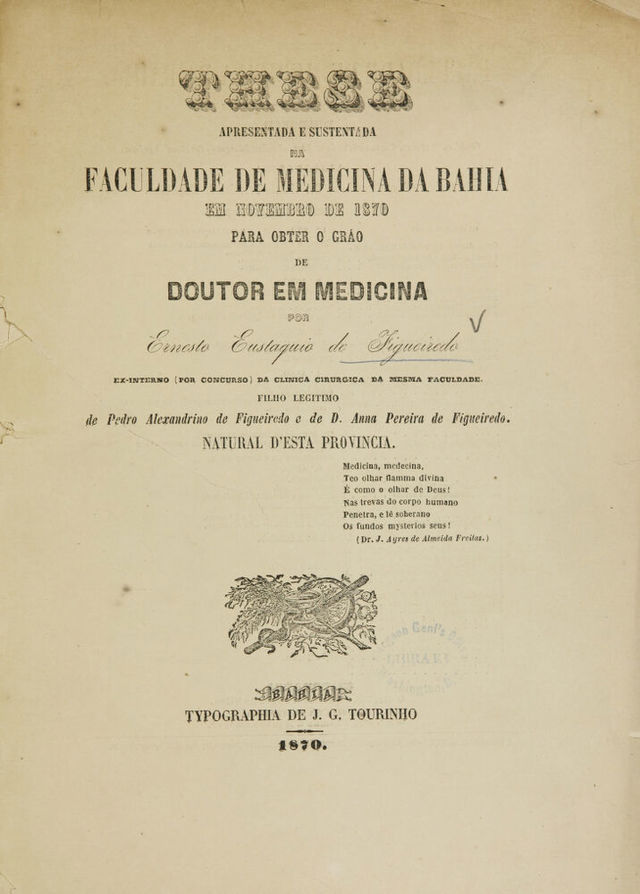 THESE
APRESENTADA E SUSTENTADA
NA
FACULDADE DE MEDICINA DA BAHIA
EM NOVEMBRO DE 1870
PARA OBTER O GRÁO
DE
DOUTOR EM MEDICINA
POR
Ernesto Eustaquio de Figueiredo
EX-INTERNO (POR CONCURSO) DA CLINICA CIRURGICA DA MESMA FACULDADE.
FILHO LEGITIMO
de Pedro Alexandrino de Figueiredo e de D. Anna Pereira de Figueiredo.
NATURAL D'ESTA PROVINCIA.
Medicina, medecina,
Teo olhar flamma divina
É como o olhar de Deus!
Nas trevas do corpo humano
Penetra, e lê soberano
Os fundos mysterios seus!
(Dr. J. Ayres de Almeida Freitas.)
Geni's
LIBRARY
Washington, D.
BAHIA
TYPOGRAPHIA DE J. G. TOURINHO
1870.